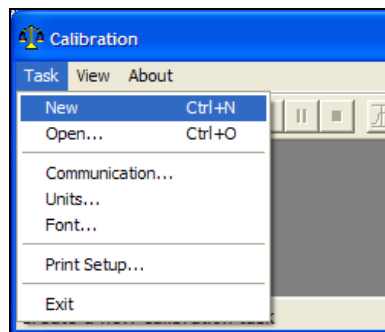 Calibration
Task View About
New Ctrl+N
Open... Ctrl+O
Communication...
Units...
Font...
Print Setup...
Exit